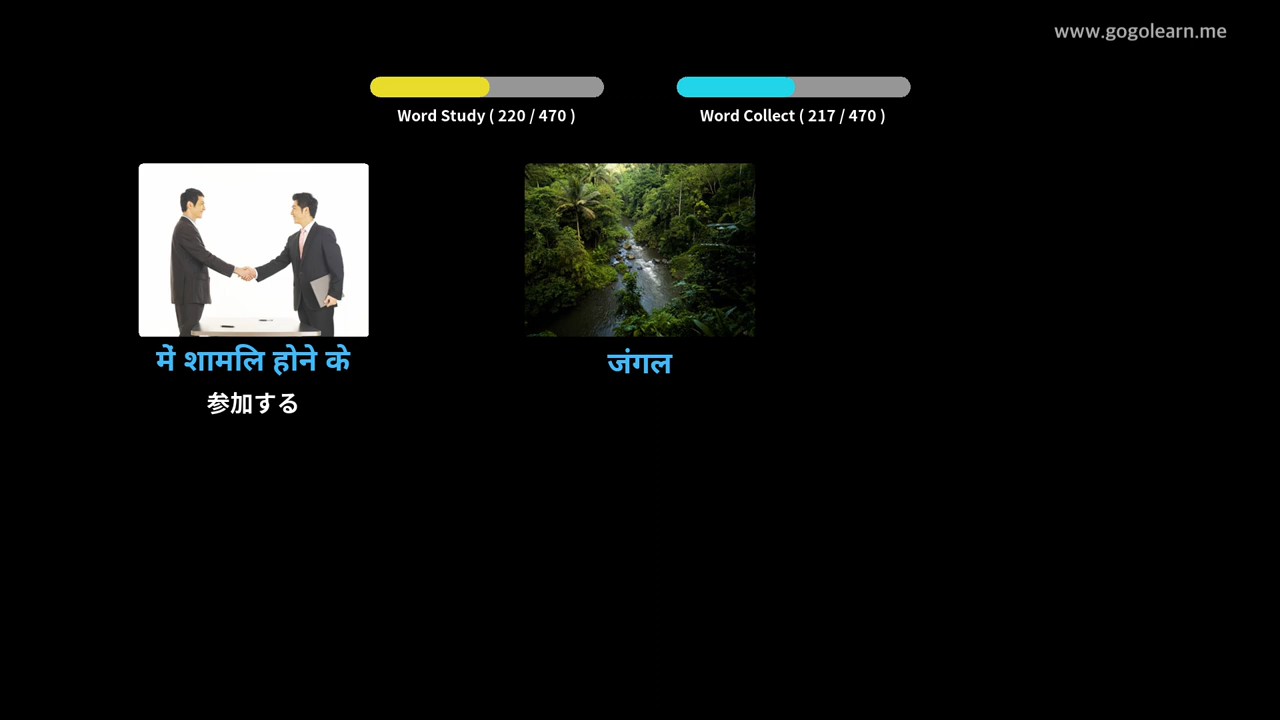 www.gogolearn.me
Word Study ( 220 / 470 )
Word Collect ( 217 / 470 )
में शामलि होने के
जंगल
参加する